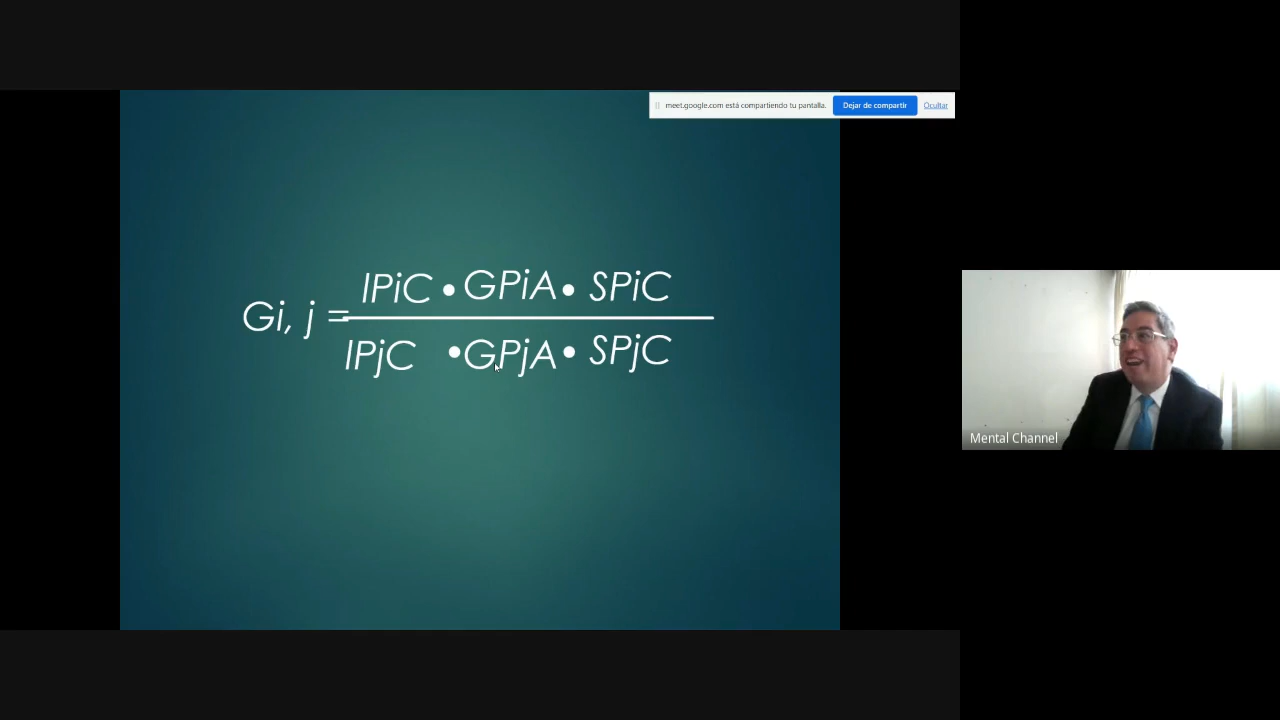 meet.google.com está compartiendo tu pantalla. Dejar de compartir Ocultar
IPiC • GPiA • SPiC
Gi, j =
IPjC • GPjA • SPjC
Mental Channel